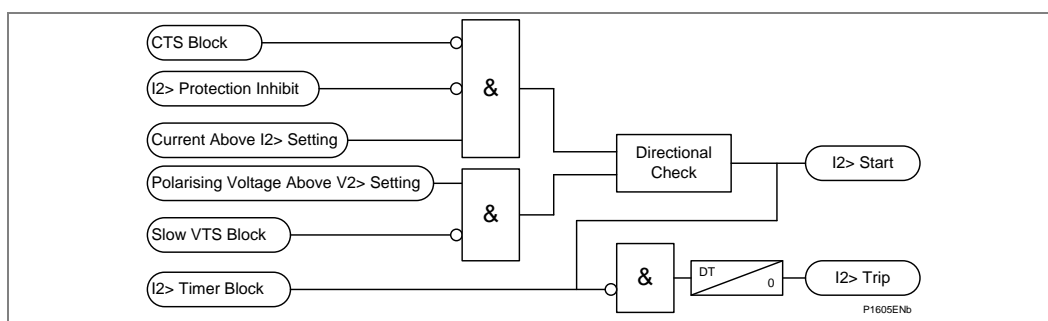 CTS Block
I2> Protection Inhibit
&
Current Above I2> Setting
Directional
Check
I2> Start
Polarising Voltage Above V2> Setting
&
Slow VTS Block
I2> Timer Block
&
DT
0
I2> Trip
P1605ENb